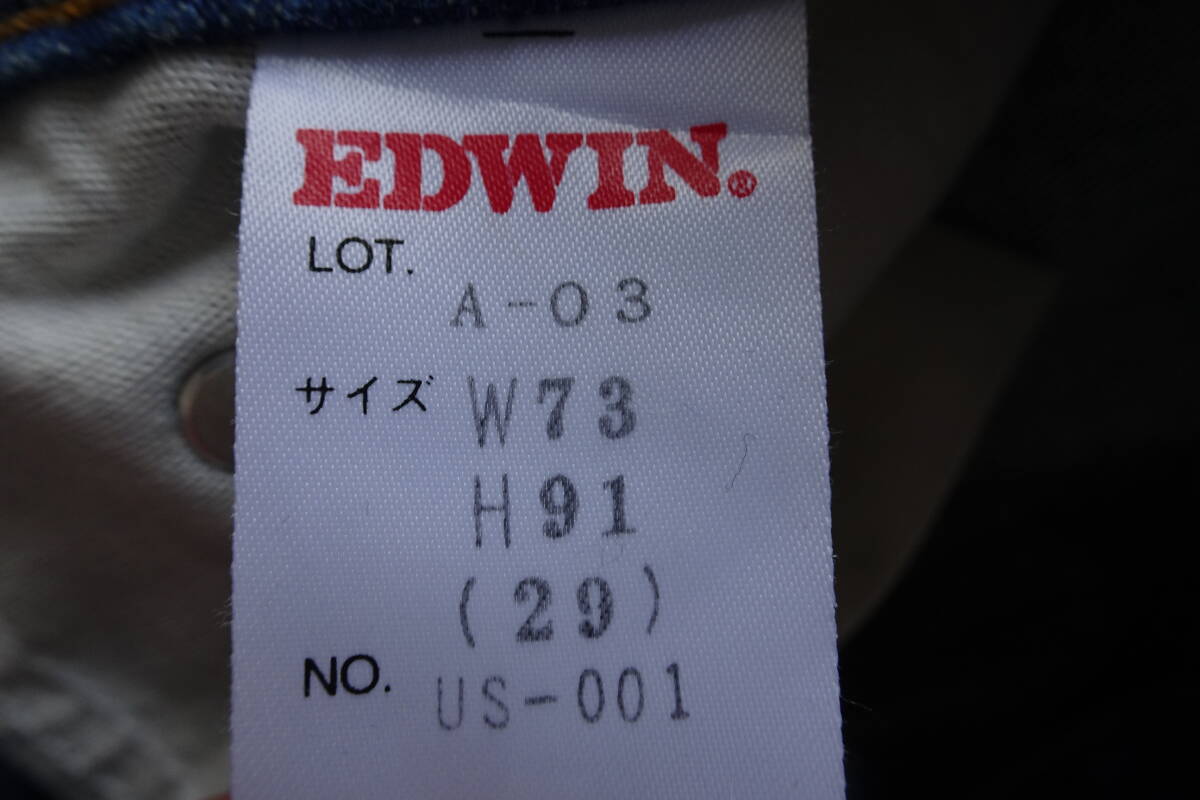 EDWIN.®
LOT.
A-03
サイズ W73
H91
(29)
NO. US-001